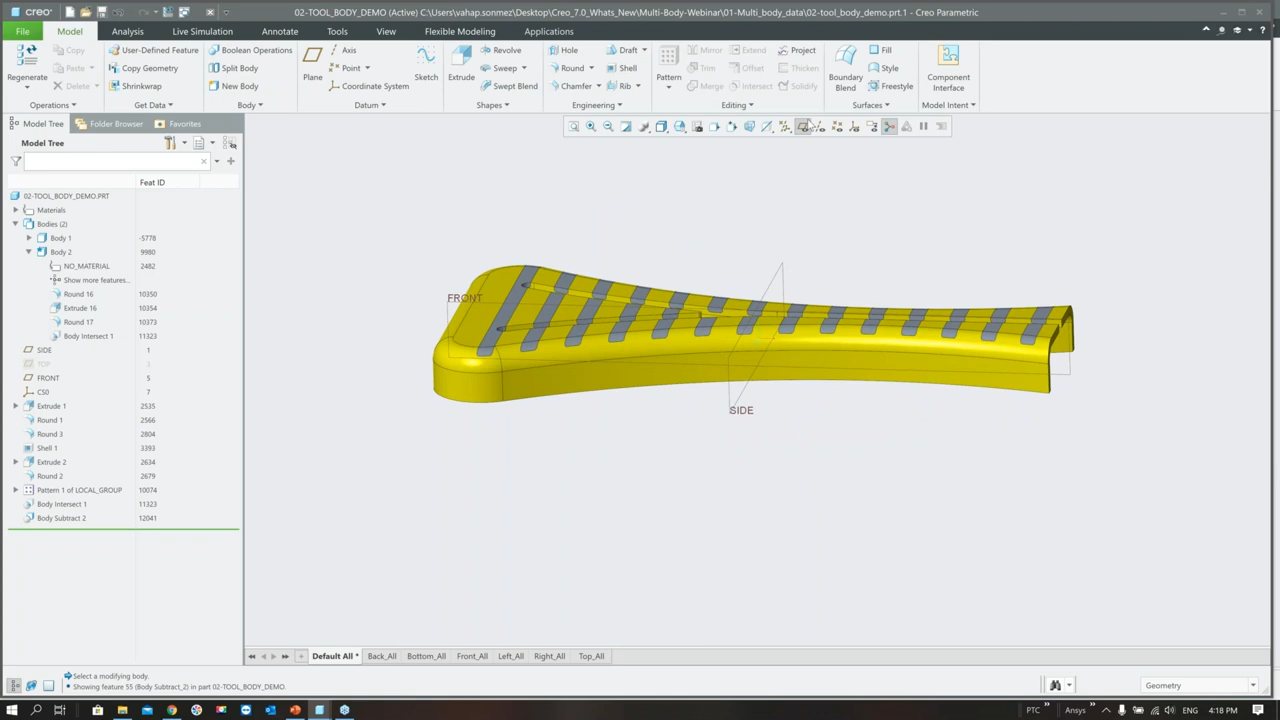 creo
02-TOOL_BODY_DEMO (Active) C:\Users\vahap.sonmez\Desktop\Creo_7.0_Whats_New\Multi-Body-Webinar\01-Multi_body_data\02-tool_body_demo.prt.1 - Creo Parametric
File Model Analysis Live Simulation Annotate Tools View Flexible Modeling Applications
Copy User-Defined Feature Boolean Operations Axis Revolve Hole Draft Mirror Extend Project Fill
Paste Copy Geometry Split Body Point Sweep Round Shell Trim Offset Thicken Style
Delete Shrinkwrap New Body Coordinate System Swept Blend Chamfer Rib Merge Intersect Solidify Freestyle
Regenerate Plane Sketch Extrude Pattern Boundary Blend Component Interface
Operations Get Data Body Datum Shapes Engineering Editing Surfaces Model Intent
Model Tree Folder Browser Favorites
Model Tree
Feat ID
02-TOOL_BODY_DEMO.PRT
Materials
Bodies (2)
Body 1 -5778
Body 2 9980
NO_MATERIAL 2482
Show more features...
Round 16 10350
Extrude 16 10354
Round 17 10373
Body Intersect 1 11323
SIDE 1
TOP 3
FRONT 5
CS0 7
Extrude 1 2535
Round 1 2566
Round 3 2804
Shell 1 3393
Extrude 2 2634
Round 2 2679
Pattern 1 of LOCAL_GROUP 10074
Body Intersect 1 11323
Body Subtract 2 12041
FRONT
SIDE
Default All * Back_All Bottom_All Front_All Left_All Right_All Top_All
Select a modifying body.
Showing feature 55 (Body Subtract_2) in part 02-TOOL_BODY_DEMO.
Geometry
PTC Ansys 4:18 PM